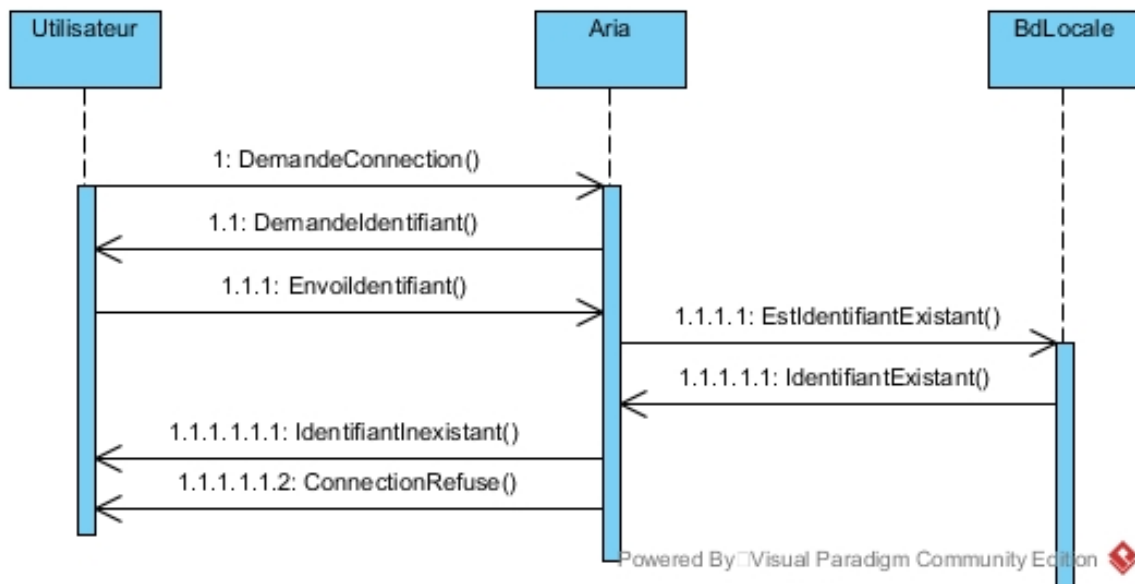 Utilisateur
Aria
BdLocale
1: DemandeConnection()
1.1: DemandeIdentifiant()
1.1.1: EnvoiIdentifiant()
1.1.1.1: EstIdentifiantExistant()
1.1.1.1.1: IdentifiantExistant()
1.1.1.1.1.1: IdentifiantInexistant()
1.1.1.1.1.2: ConnectionRefuse()
Powered By□Visual Paradigm Community Edition